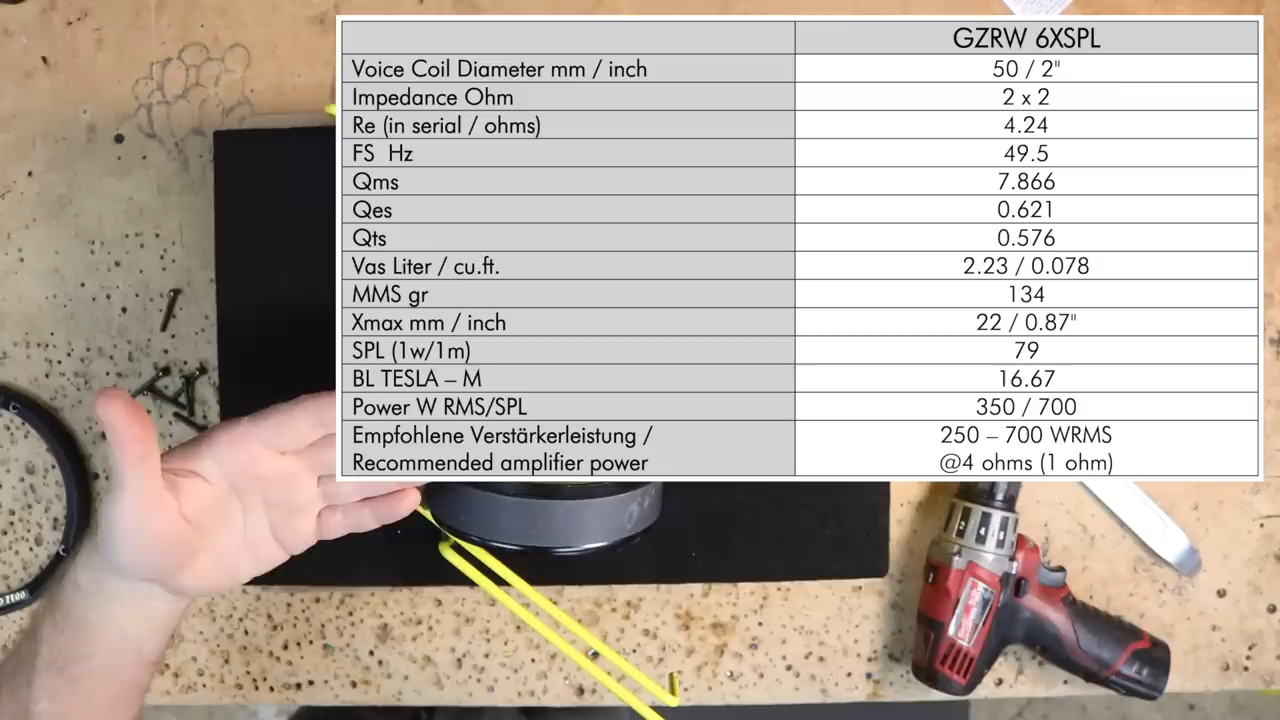 GZRW 6XSPL
Voice Coil Diameter mm / inch 50 / 2"
Impedance Ohm 2 x 2
Re (in serial / ohms) 4.24
FS Hz 49.5
Qms 7.866
Qes 0.621
Qts 0.576
Vas Liter / cu.ft. 2.23 / 0.078
MMS gr 134
Xmax mm / inch 22 / 0.87"
SPL (1w/1m) 79
BL TESLA – M 16.67
Power W RMS/SPL 350 / 700
Empfohlene Verstärkerleistung / 250 – 700 WRMS
Recommended amplifier power @4 ohms (1 ohm)